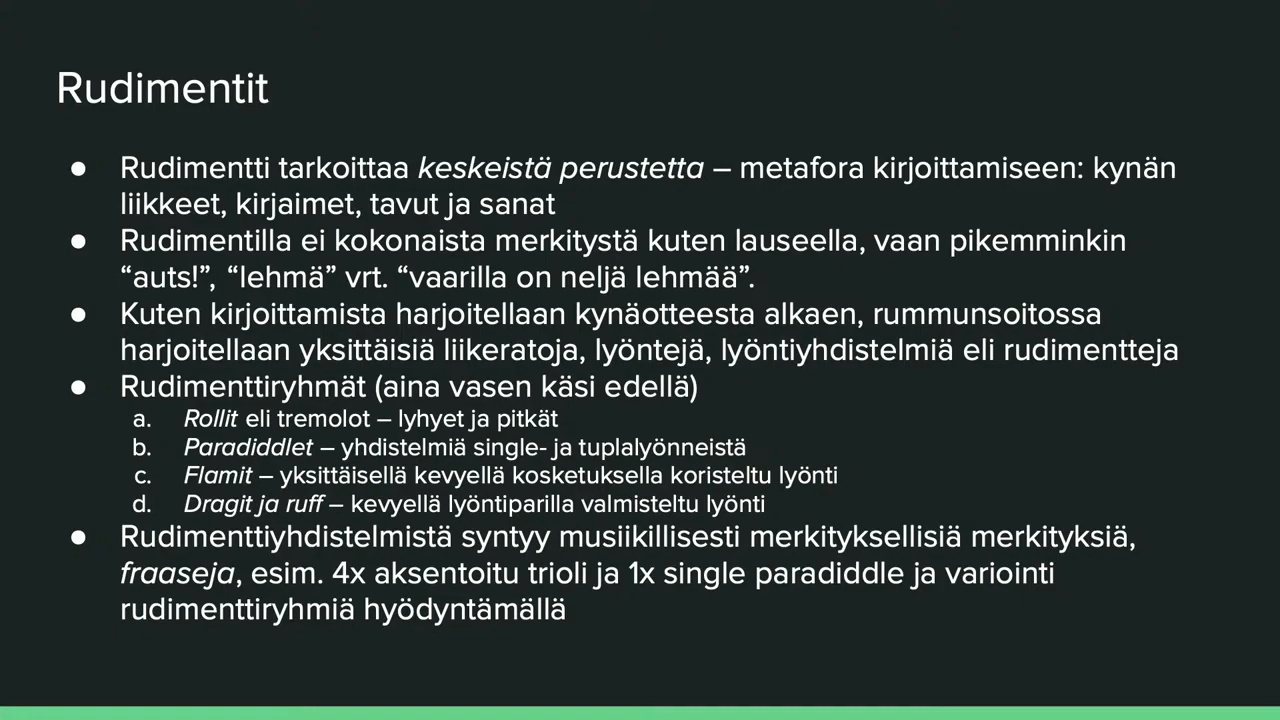 Rudimentit
● Rudimentti tarkoittaa keskeistä perustetta – metafora kirjoittamiseen: kynän
liikkeet, kirjaimet, tavut ja sanat
● Rudimentilla ei kokonaista merkitystä kuten lauseella, vaan pikemminkin
“auts!”, “lehmä” vrt. “vaarilla on neljä lehmää”.
● Kuten kirjoittamista harjoitellaan kynäotteesta alkaen, rummunsoitossa
harjoitellaan yksittäisiä liikeratoja, lyöntejä, lyöntiyhdistelmiä eli rudimentteja
● Rudimenttiryhmät (aina vasen käsi edellä)
a. Rollit eli tremolot – lyhyet ja pitkät
b. Paradiddlet – yhdistelmiä single- ja tuplalyönneistä
c. Flamit – yksittäisellä kevyellä kosketuksella koristeltu lyönti
d. Dragit ja ruff – kevyellä lyöntiparilla valmisteltu lyönti
● Rudimenttiyhdistelmistä syntyy musiikillisesti merkityksellisiä merkityksiä,
fraaseja, esim. 4x aksentoitu trioli ja 1x single paradiddle ja variointi
rudimenttiryhmiä hyödyntämällä